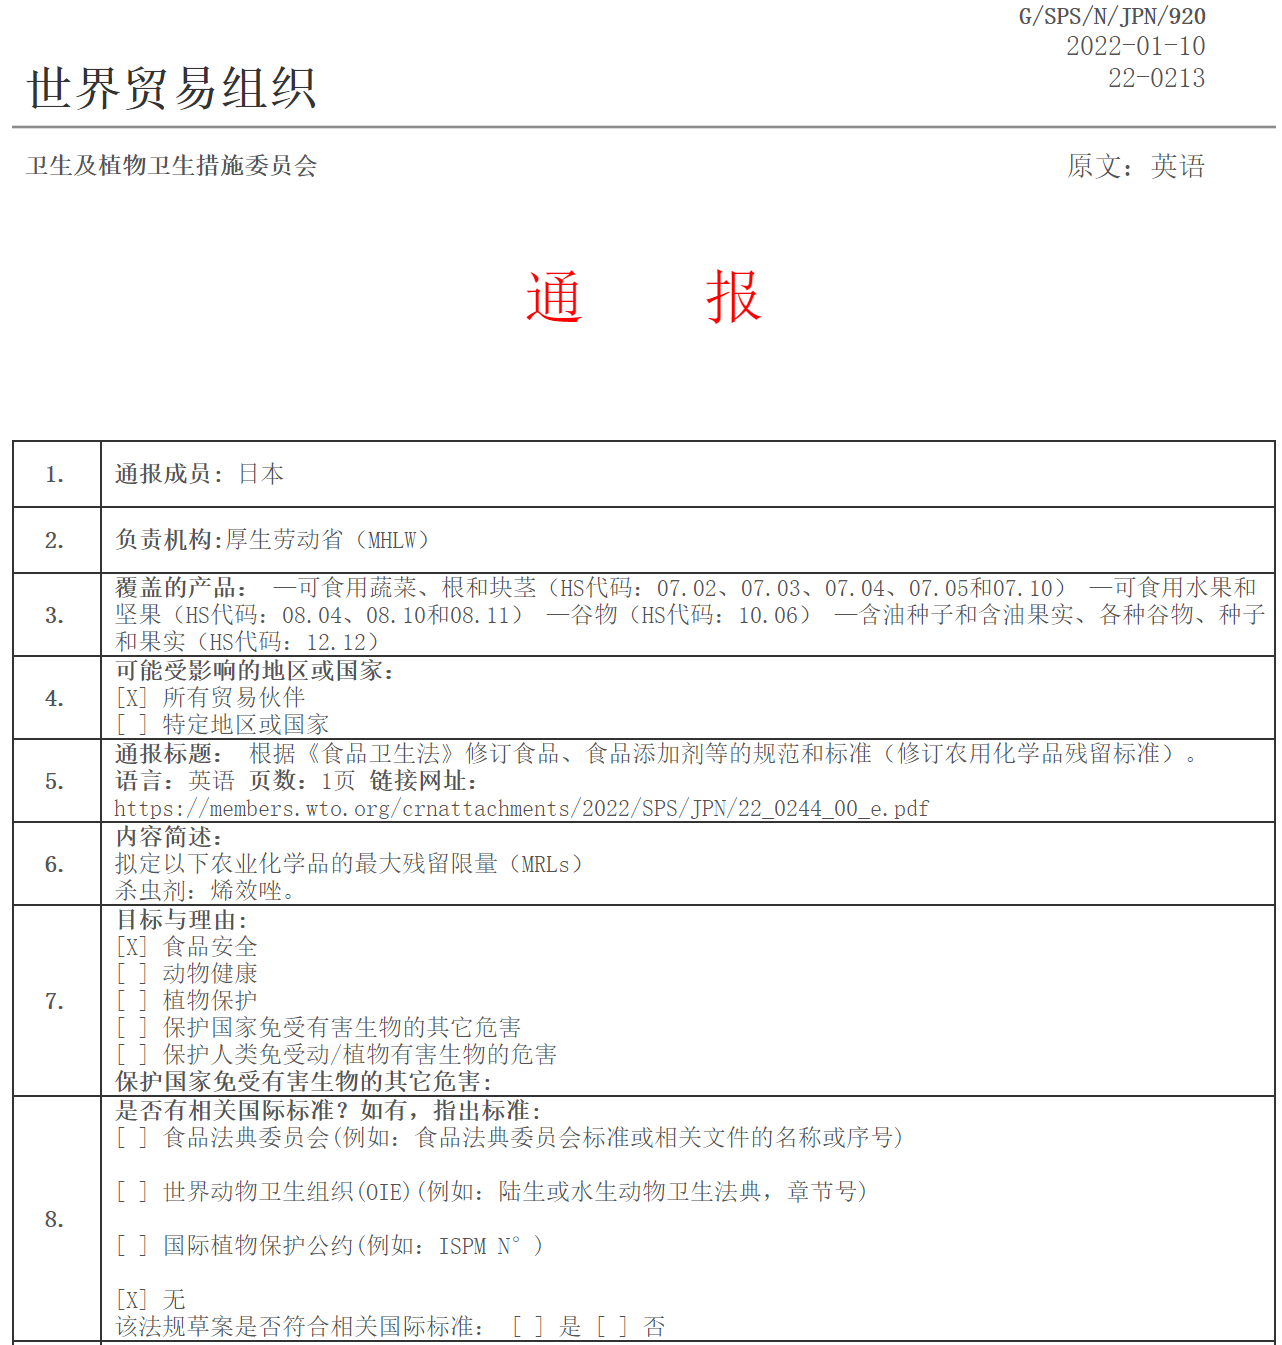 G/SPS/N/JPN/920
2022-01-10
22-0213
世界贸易组织
卫生及植物卫生措施委员会
原文：英语
通 报
1.
通报成员：日本
2.
负责机构:厚生劳动省（MHLW）
3.
覆盖的产品： —可食用蔬菜、根和块茎（HS代码：07.02、07.03、07.04、07.05和07.10） —可食用水果和
坚果（HS代码：08.04、08.10和08.11） —谷物（HS代码：10.06） —含油种子和含油果实、各种谷物、种子
和果实（HS代码：12.12）
4.
可能受影响的地区或国家：
[X] 所有贸易伙伴
[ ] 特定地区或国家
5.
通报标题： 根据《食品卫生法》修订食品、食品添加剂等的规范和标准（修订农用化学品残留标准）。
语言：英语 页数：1页 链接网址：
https://members.wto.org/crnattachments/2022/SPS/JPN/22_0244_00_e.pdf
6.
内容简述：
拟定以下农业化学品的最大残留限量（MRLs）
杀虫剂：烯效唑。
7.
目标与理由：
[X] 食品安全
[ ] 动物健康
[ ] 植物保护
[ ] 保护国家免受有害生物的其它危害
[ ] 保护人类免受动/植物有害生物的危害
保护国家免受有害生物的其它危害：
8.
是否有相关国际标准？如有，指出标准：
[ ] 食品法典委员会(例如：食品法典委员会标准或相关文件的名称或序号)
[ ] 世界动物卫生组织(OIE)(例如：陆生或水生动物卫生法典，章节号)
[ ] 国际植物保护公约(例如：ISPM N°)
[X] 无
该法规草案是否符合相关国际标准： [ ] 是 [ ] 否